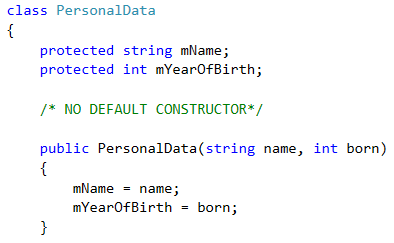 class PersonalData
{
    protected string mName;
    protected int mYearOfBirth;

    /* NO DEFAULT CONSTRUCTOR*/

    public PersonalData(string name, int born)
    {
        mName = name;
        mYearOfBirth = born;
    }